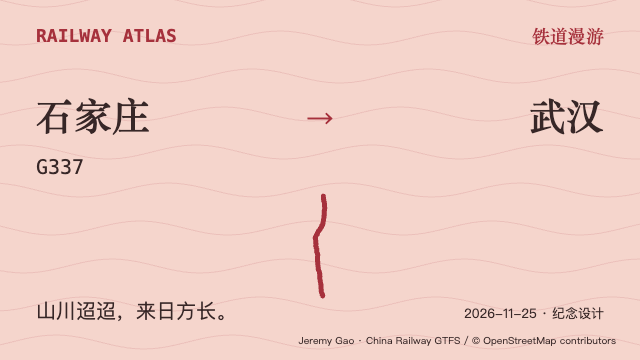 RAILWAY ATLAS
铁道漫游
石家庄 → 武汉
G337
山川迢迢，来日方长。
2026-11-25 · 纪念设计
Jeremy Gao · China Railway GTFS / © OpenStreetMap contributors